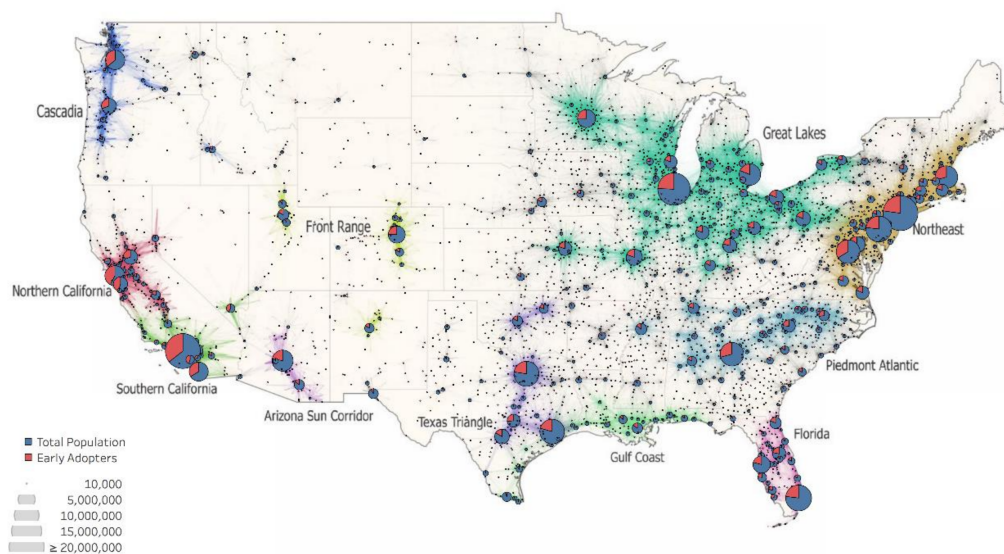 Cascadia
Great Lakes
Front Range
Northeast
Northern California
Piedmont Atlantic
Southern California
Arizona Sun Corridor
Texas Triangle
Florida
Gulf Coast
Total Population
Early Adopters
10,000
5,000,000
10,000,000
15,000,000
≥ 20,000,000